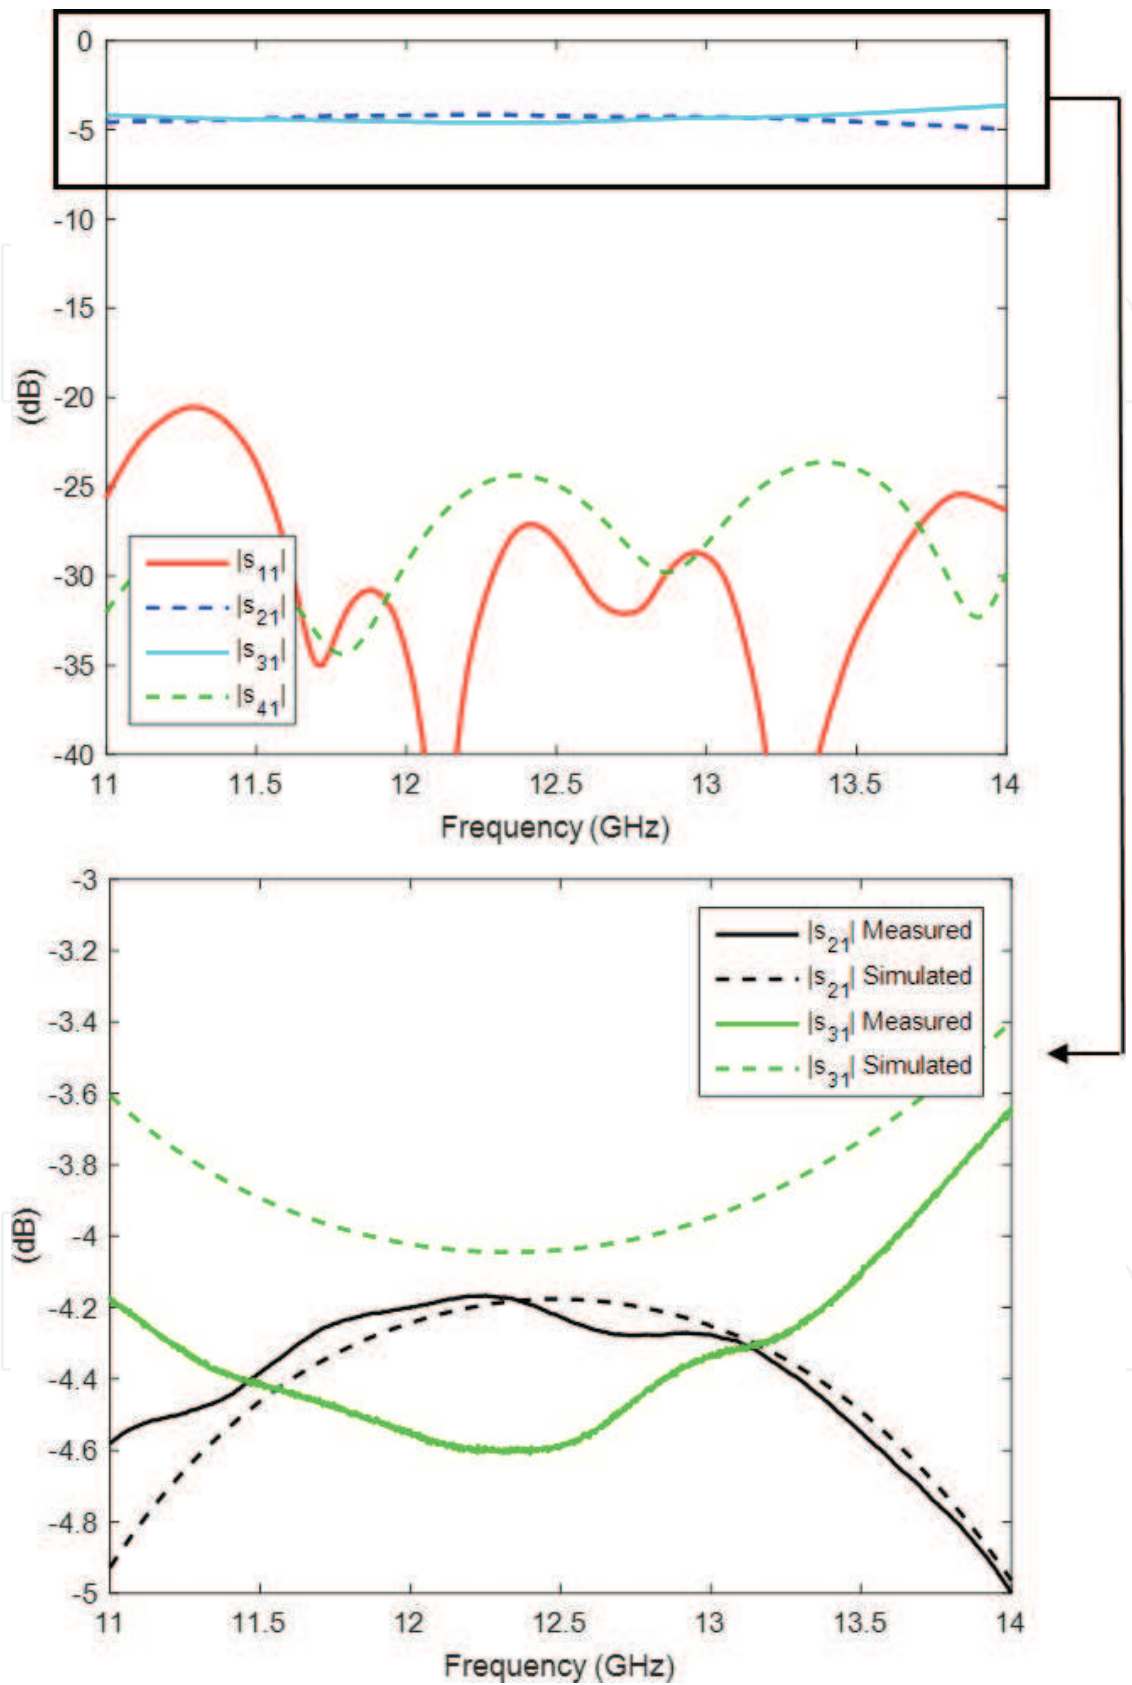 0
-5
-10
-15
-20
-25
-30
-35
-40
(dB)
|s11|
|s21|
|s31|
|s41|
11 11.5 12 12.5 13 13.5 14
Frequency (GHz)
-3
-3.2
-3.4
-3.6
-3.8
-4
-4.2
-4.4
-4.6
-4.8
-5
(dB)
|s21| Measured
|s21| Simulated
|s31| Measured
|s31| Simulated
11 11.5 12 12.5 13 13.5 14
Frequency (GHz)